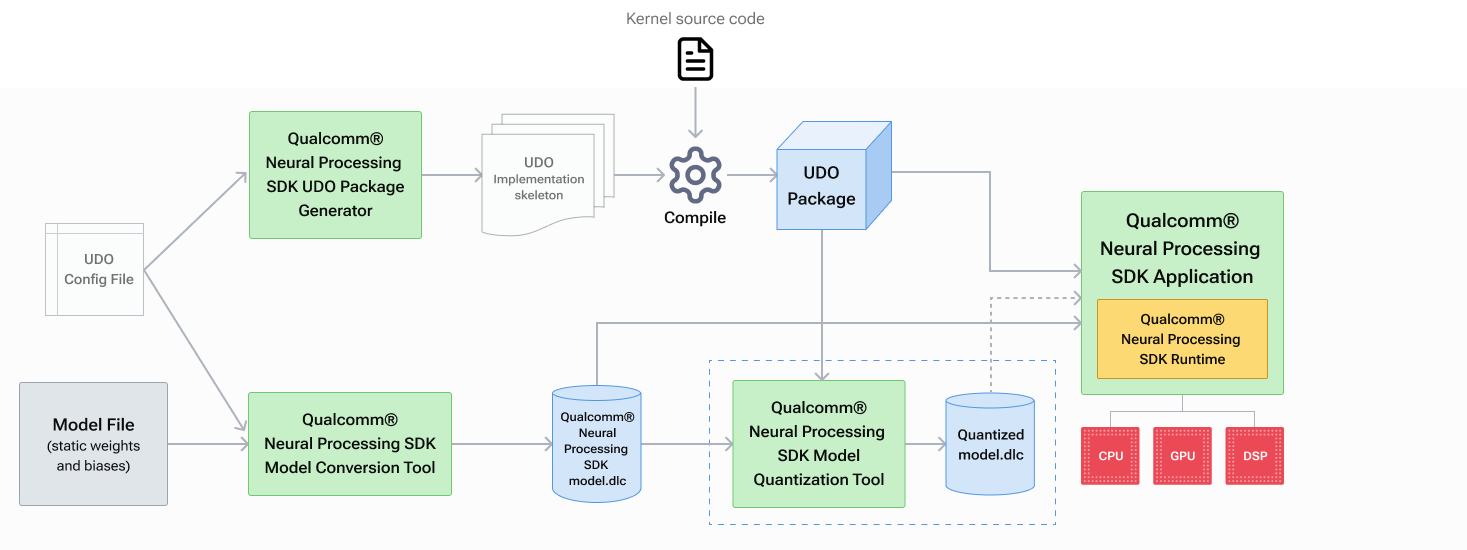 Kernel source code
Qualcomm®
Neural Processing
SDK UDO Package
Generator
UDO
Implementation
skeleton
Compile
UDO
Package
UDO
Config File
Qualcomm®
Neural Processing
SDK Application
Qualcomm®
Neural Processing
SDK Runtime
Model File
(static weights
and biases)
Qualcomm®
Neural Processing SDK
Model Conversion Tool
Qualcomm®
Neural
Processing
SDK
model.dlc
Qualcomm®
Neural Processing
SDK Model
Quantization Tool
Quantized
model.dlc
CPU
GPU
DSP